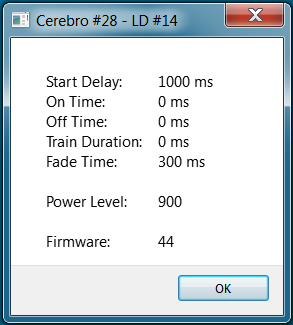 Cerebro #28 - LD #14
Start Delay: 1000 ms
On Time: 0 ms
Off Time: 0 ms
Train Duration: 0 ms
Fade Time: 300 ms
Power Level: 900
Firmware: 44
OK